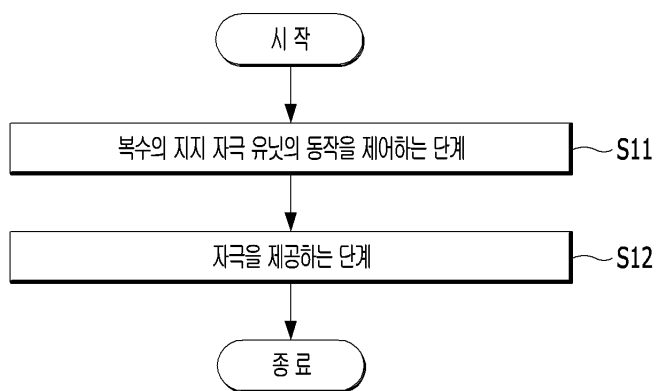 시 작
복수의 지지 자극 유닛의 동작을 제어하는 단계
S11
자극을 제공하는 단계
S12
종 료